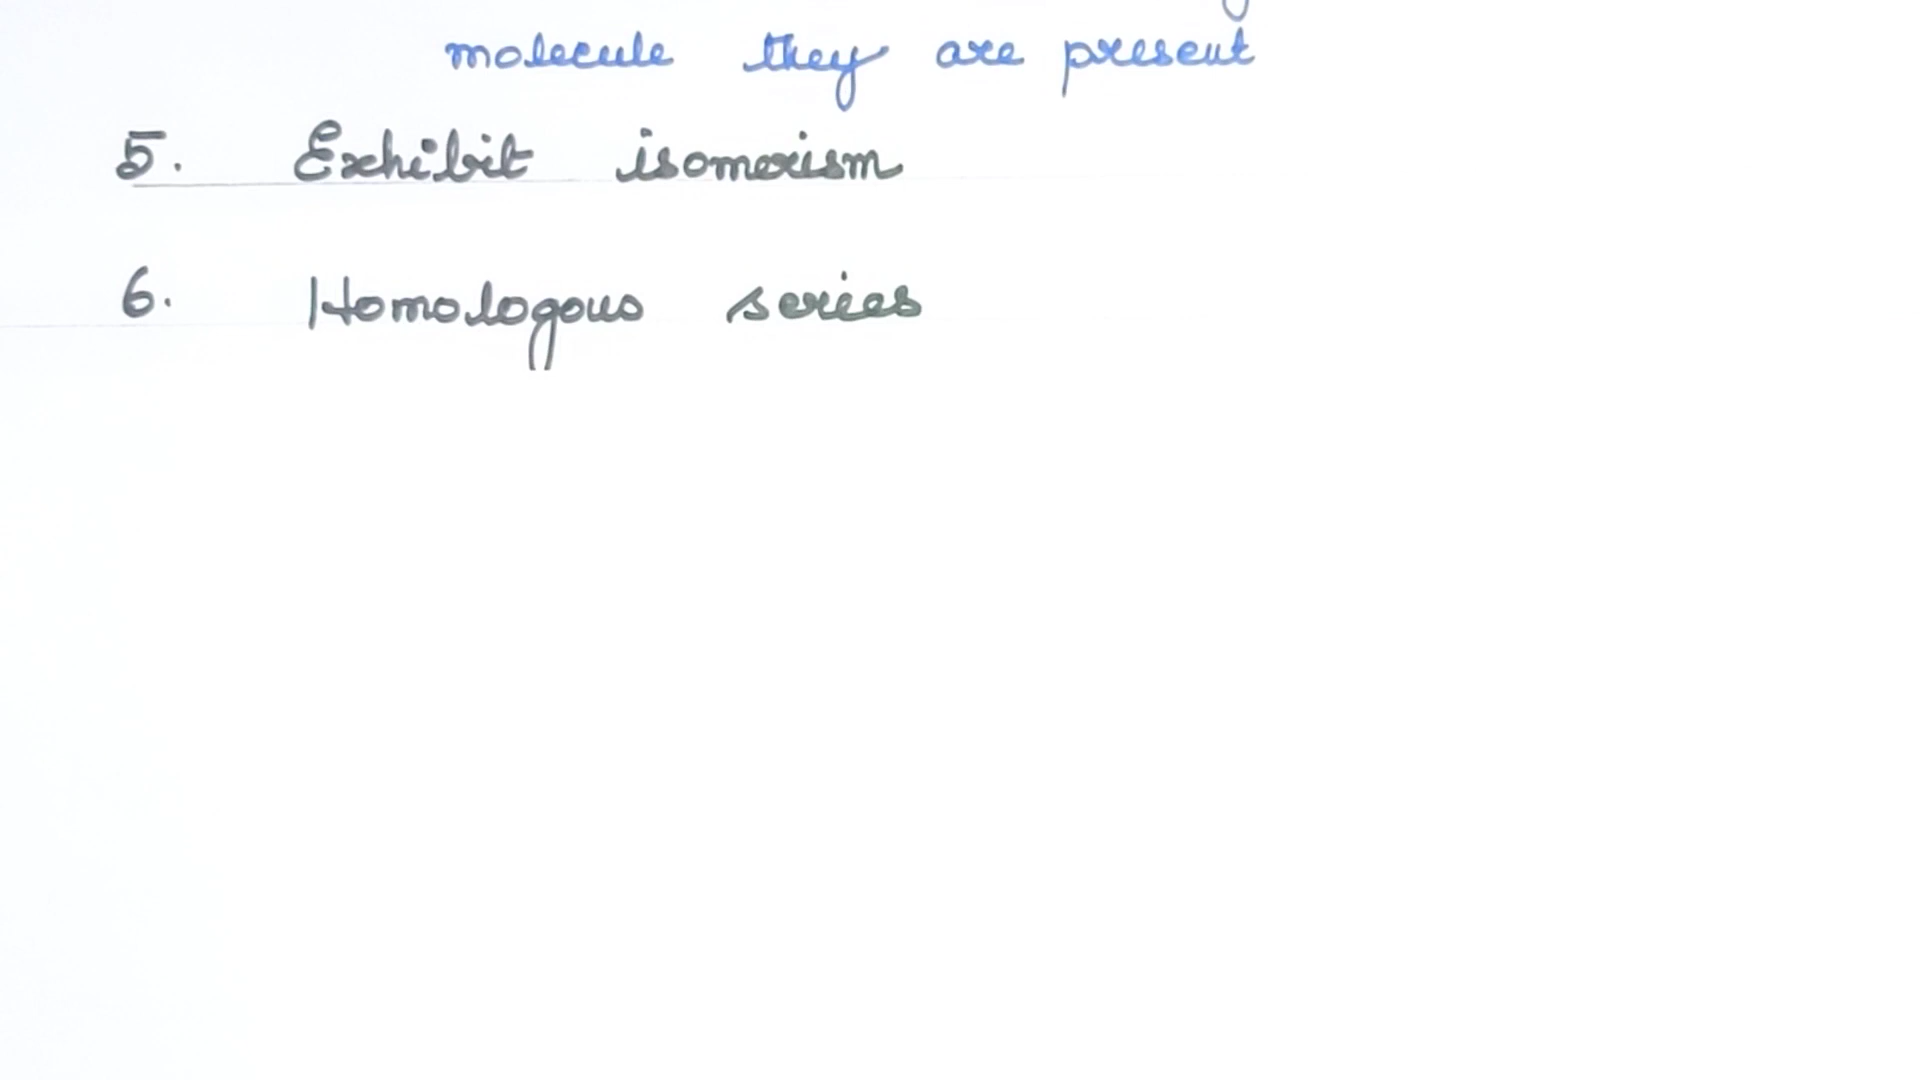 molecule they are present
5. Exhibit isomerism
6. Homologous series